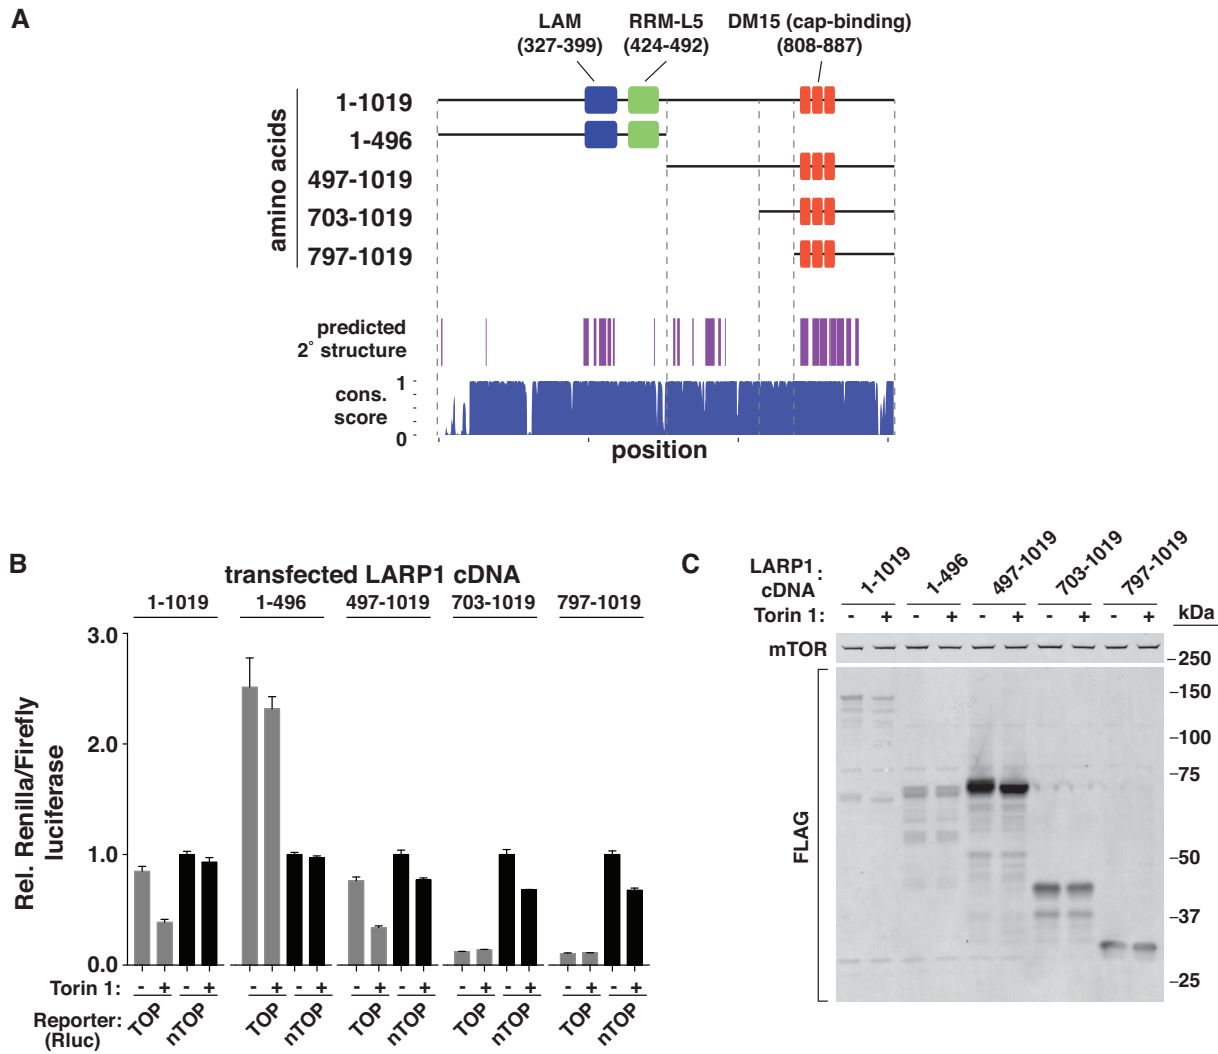 A
LAM
(327-399)
RRM-L5
(424-492)
DM15 (cap-binding)
(808-887)
amino acids
1-1019
1-496
497-1019
703-1019
797-1019
predicted
2° structure
cons.
score
1
0
position
B
transfected LARP1 cDNA
1-1019 1-496 497-1019 703-1019 797-1019
Rel. Renilla/Firefly
luciferase
3.0
2.0
1.0
0.0
Torin 1: - + - + - + - + - + - + - + - + - + - +
Reporter:
(Rluc)
TOP nTOP TOP nTOP TOP nTOP TOP nTOP TOP nTOP
C
LARP1 :
cDNA
1-1019 1-496 497-1019 703-1019 797-1019
Torin 1: - + - + - + - + - +
kDa
mTOR
FLAG
–250
–150
–100
–75
–50
–37
–25